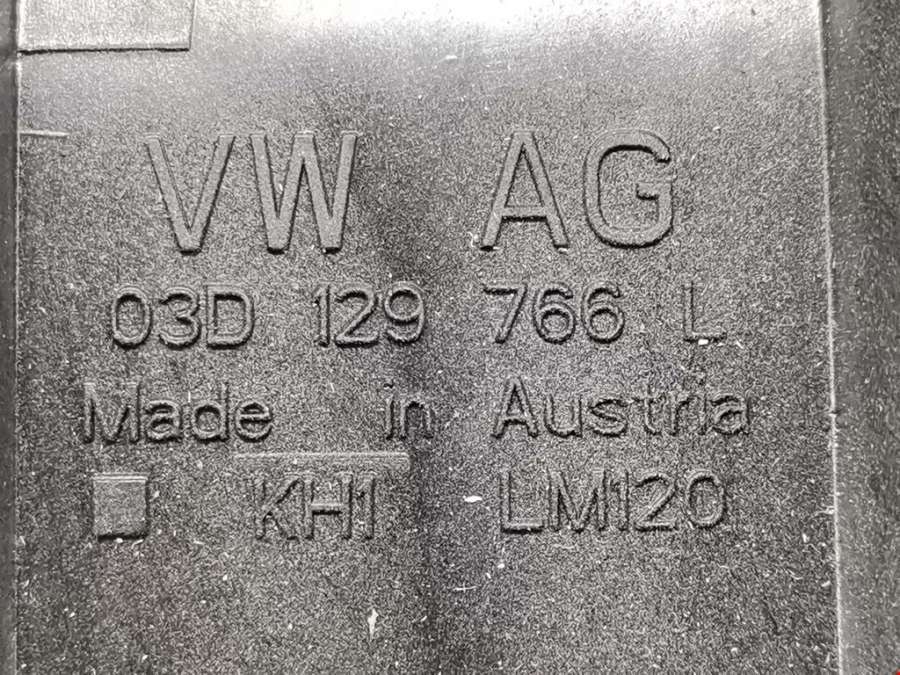 VW AG
03D 129 766 L
Made in Austria
KH1 LM120